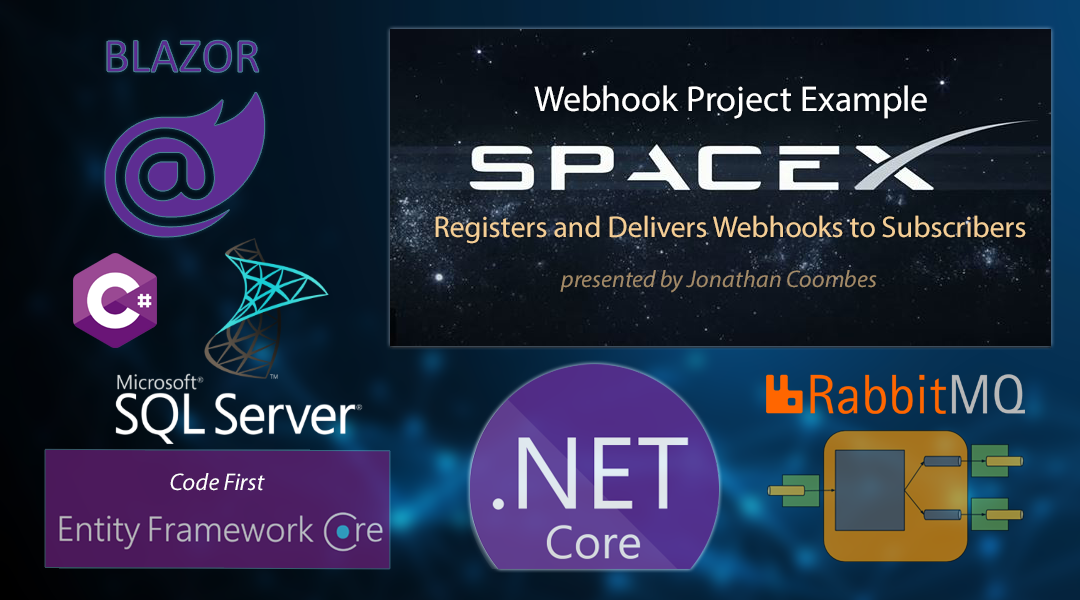 BLAZOR
@
C#
Microsoft®
SQL Server®
™
Code First
Entity Framework Core
Webhook Project Example
SPACEX
Registers and Delivers Webhooks to Subscribers
presented by Jonathan Coombes
.NET
Core
RabbitMQ